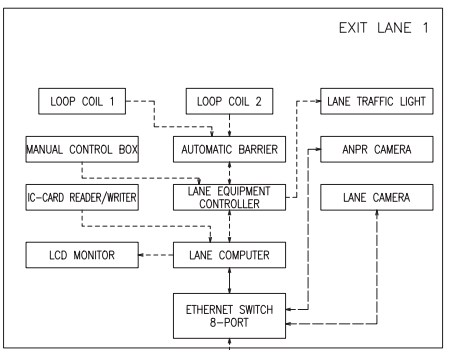 EXIT LANE 1
LOOP COIL 1
LOOP COIL 2
LANE TRAFFIC LIGHT
MANUAL CONTROL BOX
AUTOMATIC BARRIER
ANPR CAMERA
IC-CARD READER/WRITER
LANE EQUIPMENT
CONTROLLER
LANE CAMERA
LCD MONITOR
LANE COMPUTER
ETHERNET SWITCH
8-PORT